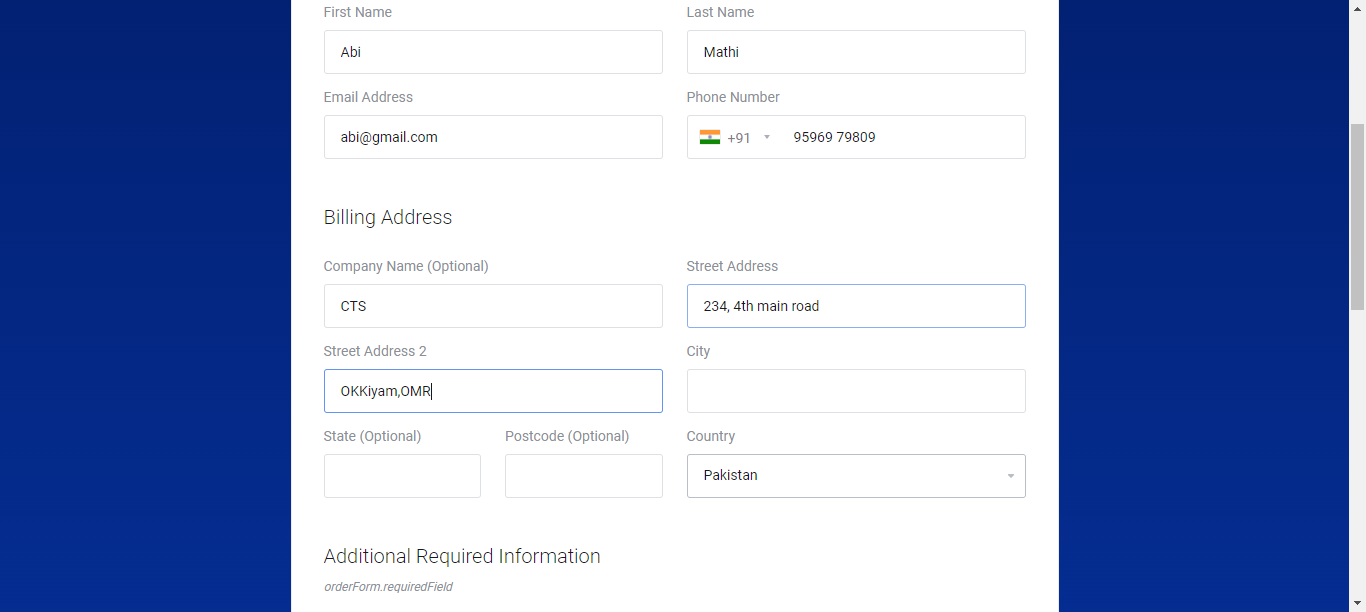 First Name
Last Name
Abi
Mathi
Email Address
Phone Number
abi@gmail.com
+91
95969 79809
Billing Address
Company Name (Optional)
Street Address
CTS
234, 4th main road
Street Address 2
City
OKKiyam,OMR
State (Optional)
Postcode (Optional)
Country
Pakistan
Additional Required Information
orderForm.requiredField